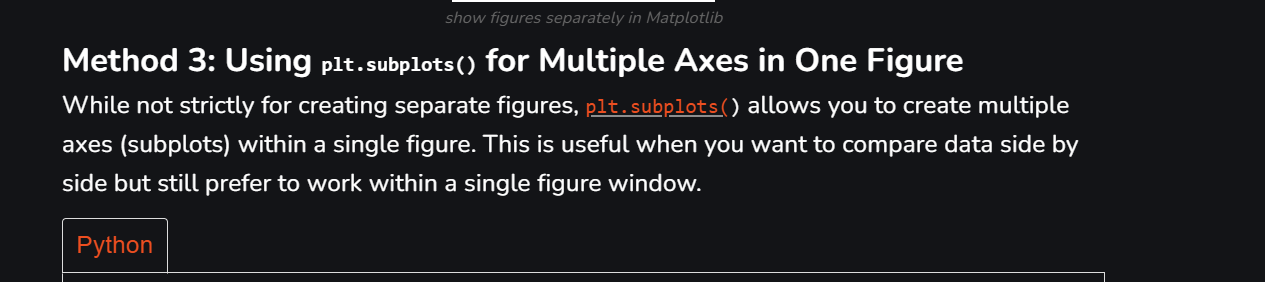 show figures separately in Matplotlib
Method 3: Using plt.subplots() for Multiple Axes in One Figure
While not strictly for creating separate figures, plt.subplots() allows you to create multiple
axes (subplots) within a single figure. This is useful when you want to compare data side by
side but still prefer to work within a single figure window.
Python